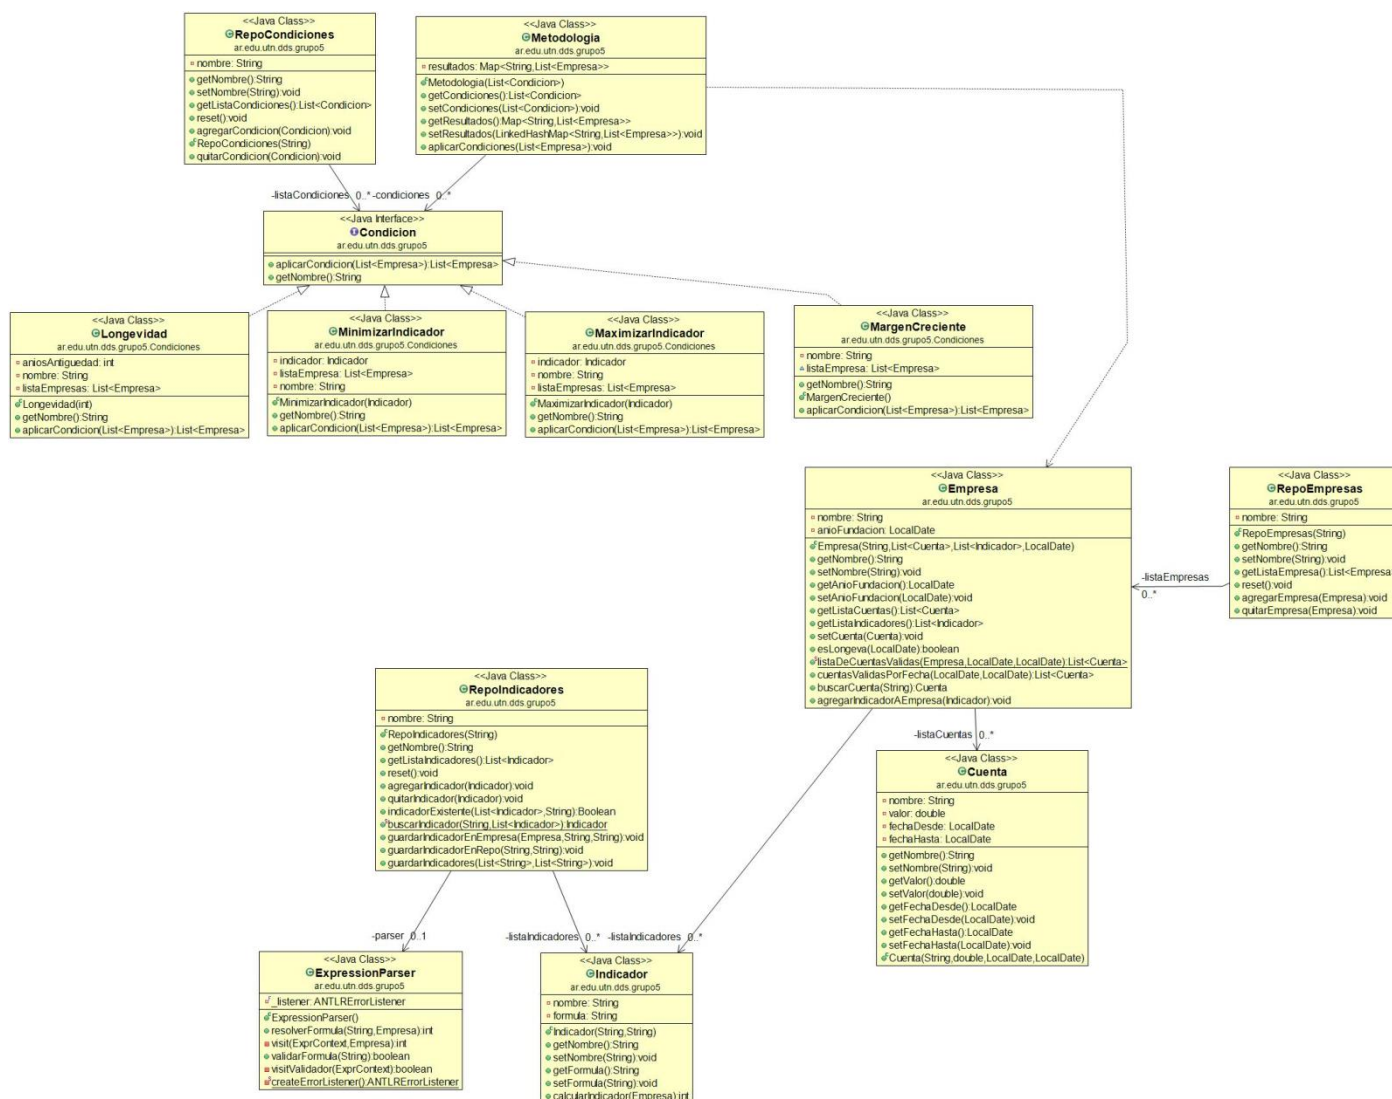 <<Java Class>>
RepoCondiciones
ar.edu.utn.dds.grupo5
nombre: String
getNombre():String
setNombre(String):void
getListaCondiciones():List<Condicion>
reset():void
agregarCondicion(Condicion):void
RepoCondiciones(String)
quitarCondicion(Condicion):void
<<Java Class>>
Metodologia
ar.edu.utn.dds.grupo5
resultados: Map<String,List<Empresa>>
Metodologia(List<Condicion>)
getCondiciones():List<Condicion>
setCondiciones(List<Condicion>):void
getResultados():Map<String,List<Empresa>>
setResultados(LinkedHashMap<String,List<Empresa>>):void
aplicarCondiciones(List<Empresa>):void
-listaCondiciones 0..*
-condiciones 0..*
<<Java Interface>>
Condicion
ar.edu.utn.dds.grupo5
aplicarCondicion(List<Empresa>):List<Empresa>
getNombre():String
<<Java Class>>
Longevidad
ar.edu.utn.dds.grupo5.Condiciones
aniosAntiguedad: int
nombre: String
listaEmpresas: List<Empresa>
Longevidad(int)
getNombre():String
aplicarCondicion(List<Empresa>):List<Empresa>
<<Java Class>>
MinimizarIndicador
ar.edu.utn.dds.grupo5.Condiciones
indicador: Indicador
listaEmpresa: List<Empresa>
nombre: String
MinimizarIndicador(Indicador)
getNombre():String
aplicarCondicion(List<Empresa>):List<Empresa>
<<Java Class>>
MaximizarIndicador
ar.edu.utn.dds.grupo5.Condiciones
indicador: Indicador
nombre: String
listaEmpresas: List<Empresa>
MaximizarIndicador(Indicador)
getNombre():String
aplicarCondicion(List<Empresa>):List<Empresa>
<<Java Class>>
MargenCreciente
ar.edu.utn.dds.grupo5.Condiciones
nombre: String
listaEmpresa: List<Empresa>
getNombre():String
MargenCreciente()
aplicarCondicion(List<Empresa>):List<Empresa>
<<Java Class>>
Empresa
ar.edu.utn.dds.grupo5
nombre: String
anioFundacion: LocalDate
Empresa(String,List<Cuenta>,List<Indicador>,LocalDate)
getNombre():String
setNombre(String):void
getAnioFundacion():LocalDate
setAnioFundacion(LocalDate):void
getListaCuentas():List<Cuenta>
getListaIndicadores():List<Indicador>
setCuenta(Cuenta):void
esLongeva(LocalDate):boolean
listaDeCuentasValidas(Empresa,LocalDate,LocalDate):List<Cuenta>
cuentasValidasPorFecha(LocalDate,LocalDate):List<Cuenta>
buscarCuenta(String):Cuenta
agregarIndicadorAEmpresa(Indicador):void
<<Java Class>>
RepoEmpresas
ar.edu.utn.dds.grupo5
nombre: String
RepoEmpresas(String)
getNombre():String
setNombre(String):void
getListaEmpresa():List<Empresa
reset():void
agregarEmpresa(Empresa):void
quitarEmpresa(Empresa):void
-listaEmpresas
0..*
<<Java Class>>
RepoIndicadores
ar.edu.utn.dds.grupo5
nombre: String
RepoIndicadores(String)
getNombre():String
getListaIndicadores():List<Indicador>
reset():void
agregarIndicador(Indicador):void
quitarIndicador(Indicador):void
indicadorExistente(List<Indicador>,String):Boolean
buscarIndicador(String,List<Indicador>):Indicador
guardarIndicadorEnEmpresa(Empresa,String,String):void
guardarIndicadorEnRepo(String,String):void
guardarIndicadores(List<String>,List<String>):void
-listaCuentas 0..*
<<Java Class>>
Cuenta
ar.edu.utn.dds.grupo5
nombre: String
valor: double
fechaDesde: LocalDate
fechaHasta: LocalDate
getNombre():String
setNombre(String):void
getValor():double
setValor(double):void
getFechaDesde():LocalDate
setFechaDesde(LocalDate):void
getFechaHasta():LocalDate
setFechaHasta(LocalDate):void
Cuenta(String,double,LocalDate,LocalDate)
-parser 0..1
-listaIndicadores 0..*
-listaIndicadores 0..*
<<Java Class>>
ExpressionParser
ar.edu.utn.dds.grupo5
_listener: ANTLRErrorListener
ExpressionParser()
resolverFormula(String,Empresa):int
visit(ExprContext,Empresa):int
validarFormula(String):boolean
visitValidador(ExprContext):boolean
createErrorListener():ANTLRErrorListener
<<Java Class>>
Indicador
ar.edu.utn.dds.grupo5
nombre: String
formula: String
Indicador(String,String)
getNombre():String
setNombre(String):void
getFormula():String
setFormula(String):void
calcularIndicador(Empresa):int